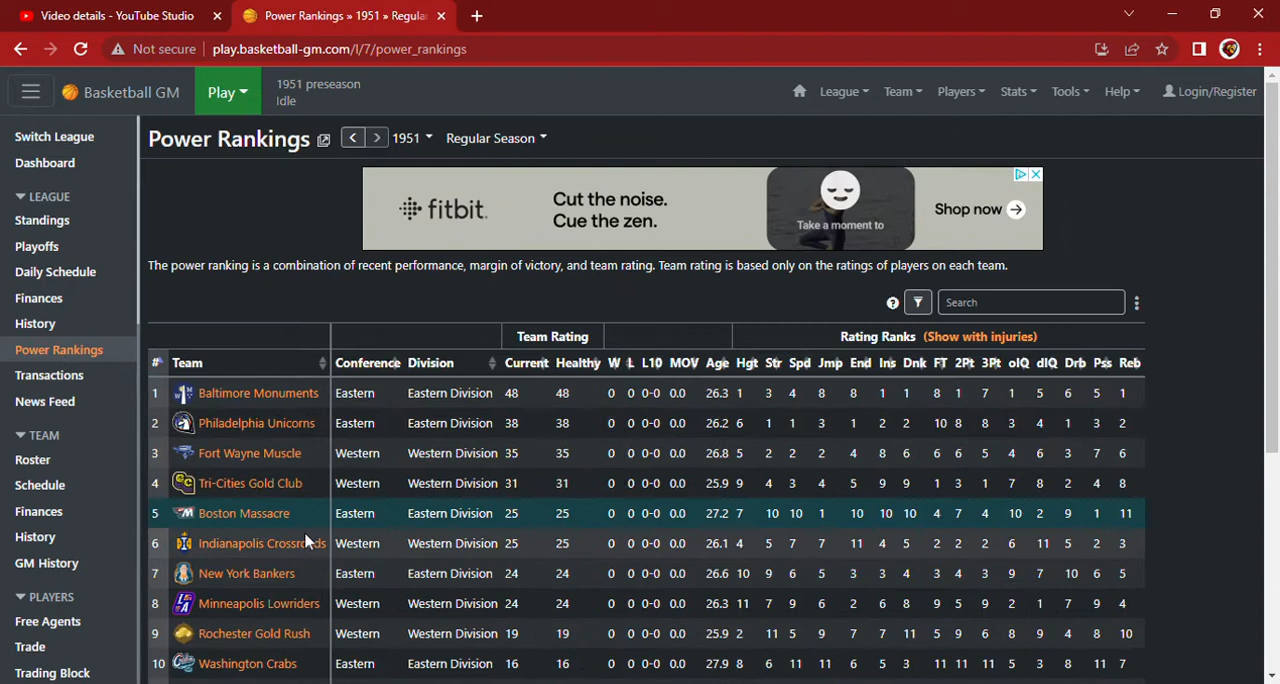 Video details - YouTube Studio
Power Rankings » 1951 » Regula
Not secure play.basketball-gm.com/l/7/power_rankings
Basketball GM Play 1951 preseason Idle League Team Players Stats Tools Help Login/Register
Switch League
Dashboard
LEAGUE
Standings
Playoffs
Daily Schedule
Finances
History
Power Rankings
Transactions
News Feed
TEAM
Roster
Schedule
Finances
History
GM History
PLAYERS
Free Agents
Trade
Trading Block
Power Rankings 1951 Regular Season
fitbit.
Cut the noise.
Cue the zen.
Take a moment to
Shop now
The power ranking is a combination of recent performance, margin of victory, and team rating. Team rating is based only on the ratings of players on each team.
Search
Team Rating Rating Ranks (Show with injuries)
# Team Conference Division Current Healthy W L L10 MOV Age Hgt Str Spd Jmp End Ins Dnk FT 2Pt 3Pt oIQ dIQ Drb Pss Reb
1 Baltimore Monuments Eastern Eastern Division 48 48 0 0 0-0 0.0 26.3 1 3 4 8 8 1 1 8 1 7 1 5 6 5 1
2 Philadelphia Unicorns Eastern Eastern Division 38 38 0 0 0-0 0.0 26.2 6 1 1 3 1 2 2 10 8 8 3 4 1 3 2
3 Fort Wayne Muscle Western Western Division 35 35 0 0 0-0 0.0 26.8 5 2 2 2 4 8 6 6 6 5 4 6 3 7 6
4 Tri-Cities Gold Club Western Western Division 31 31 0 0 0-0 0.0 25.9 9 4 3 4 5 9 9 1 3 1 7 8 2 4 8
5 Boston Massacre Eastern Eastern Division 25 25 0 0 0-0 0.0 27.2 7 10 10 1 10 10 10 4 7 4 10 2 9 1 11
6 Indianapolis Crossroads Western Western Division 25 25 0 0 0-0 0.0 26.1 4 5 7 7 11 4 5 2 2 2 6 11 5 2 3
7 New York Bankers Eastern Eastern Division 24 24 0 0 0-0 0.0 26.6 10 9 6 5 3 3 4 3 4 3 9 7 10 6 5
8 Minneapolis Lowriders Western Western Division 24 24 0 0 0-0 0.0 26.3 11 7 9 6 2 6 8 9 5 9 2 1 7 9 4
9 Rochester Gold Rush Western Western Division 19 19 0 0 0-0 0.0 25.9 2 11 5 9 7 7 11 5 9 6 8 9 4 8 10
10 Washington Crabs Eastern Eastern Division 16 16 0 0 0-0 0.0 27.9 8 6 11 11 6 5 3 11 11 11 5 3 8 11 7